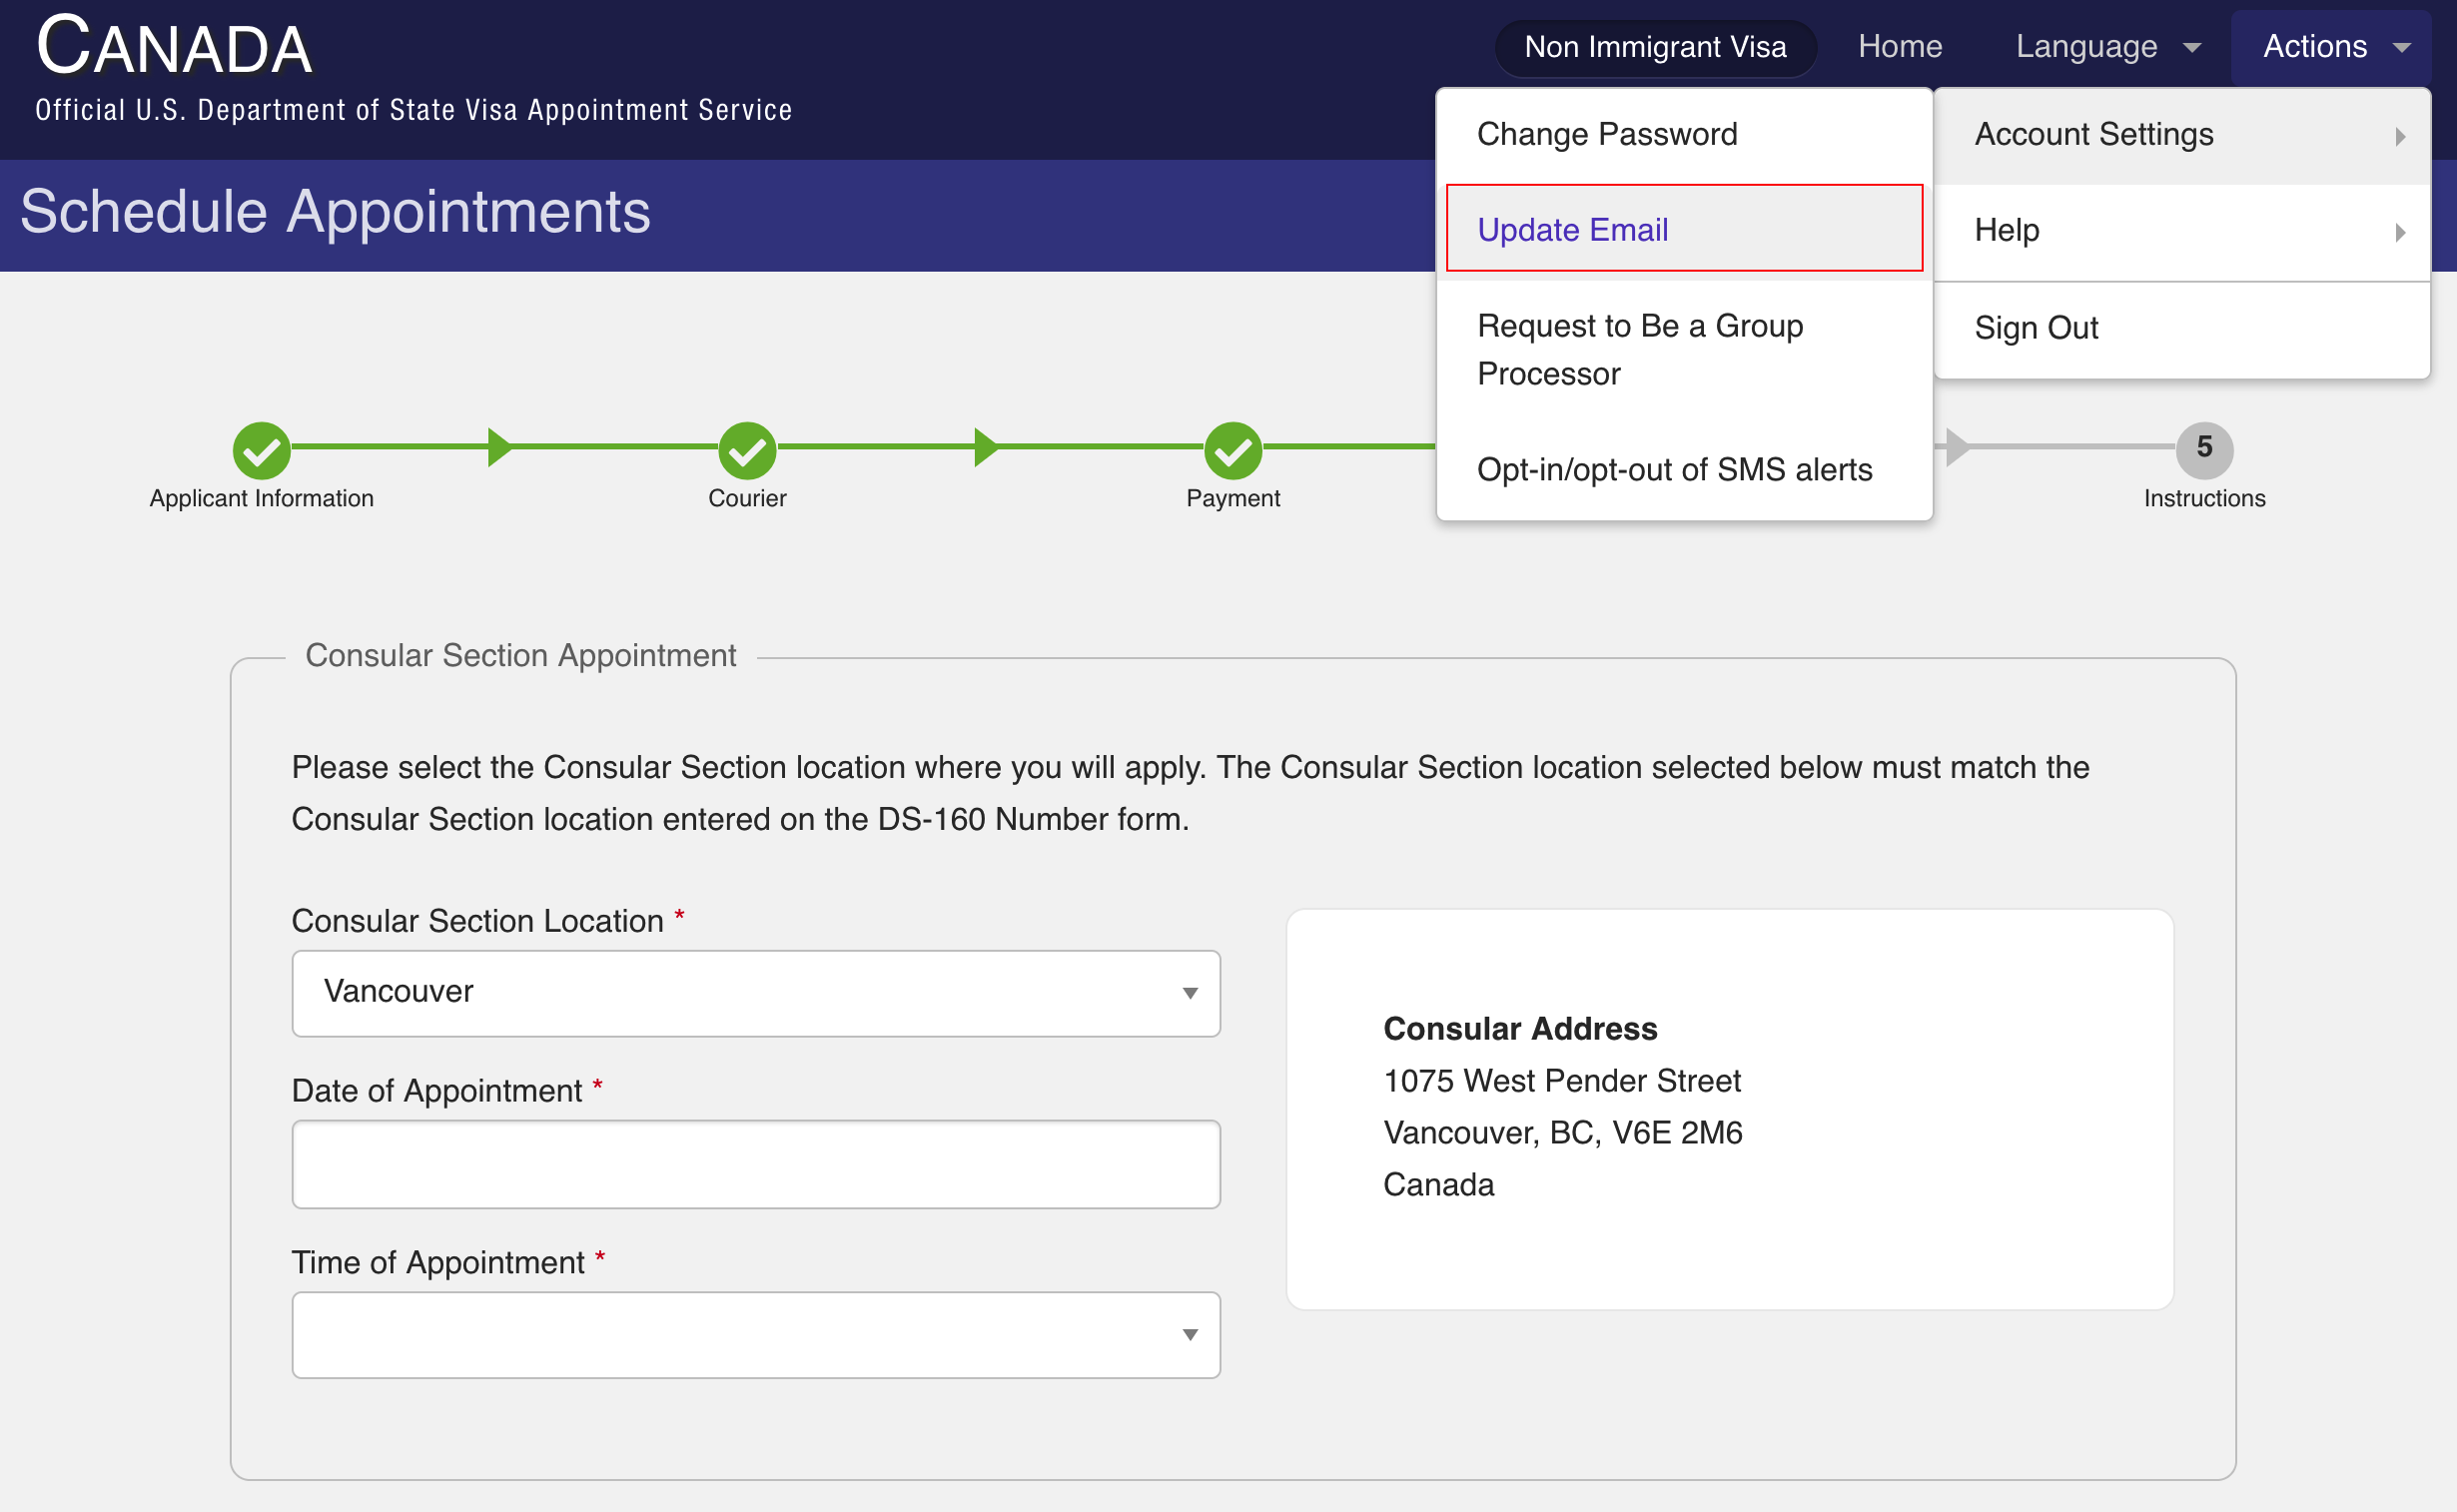 CANADA
Official U.S. Department of State Visa Appointment Service
Non Immigrant Visa
Home
Language
Actions
Schedule Appointments
Change Password
Update Email
Request to Be a Group
Processor
Opt-in/opt-out of SMS alerts
Account Settings
Help
Sign Out
Applicant Information
Courier
Payment
5
Instructions
Consular Section Appointment
Please select the Consular Section location where you will apply. The Consular Section location selected below must match the
Consular Section location entered on the DS-160 Number form.
Consular Section Location *
Vancouver
Date of Appointment *
Time of Appointment *
Consular Address
1075 West Pender Street
Vancouver, BC, V6E 2M6
Canada